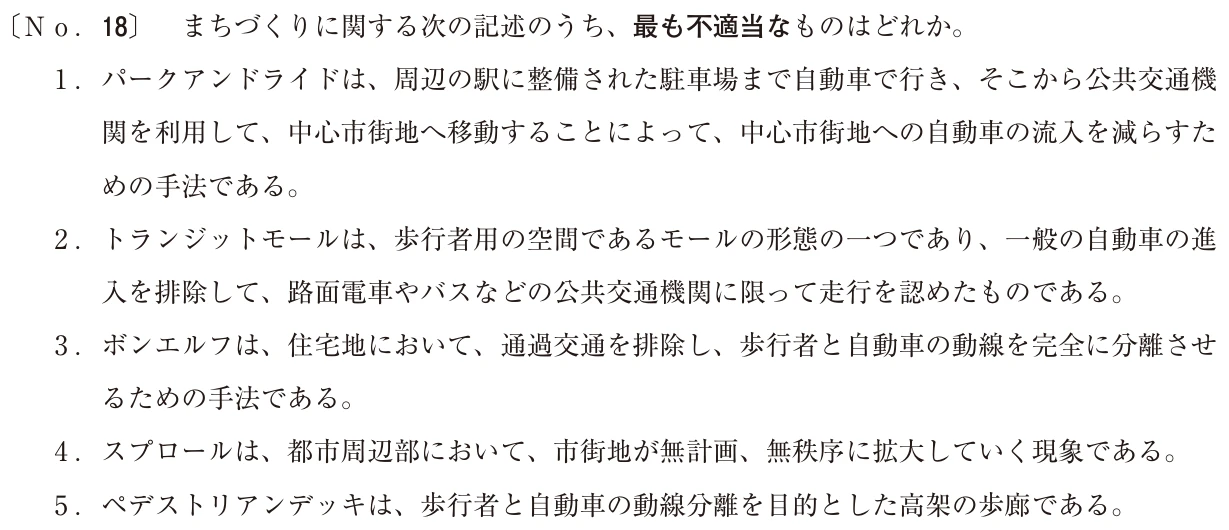 〔Ｎｏ．18〕　まちづくりに関する次の記述のうち、最も不適当なものはどれか。
１．パークアンドライドは、周辺の駅に整備された駐車場まで自動車で行き、そこから公共交通機
関を利用して、中心市街地へ移動することによって、中心市街地への自動車の流入を減らすた
めの手法である。
２．トランジットモールは、歩行者用の空間であるモールの形態の一つであり、一般の自動車の進
入を排除して、路面電車やバスなどの公共交通機関に限って走行を認めたものである。
３．ボンエルフは、住宅地において、通過交通を排除し、歩行者と自動車の動線を完全に分離させ
るための手法である。
４．スプロールは、都市周辺部において、市街地が無計画、無秩序に拡大していく現象である。
５．ペデストリアンデッキは、歩行者と自動車の動線分離を目的とした高架の歩廊である。